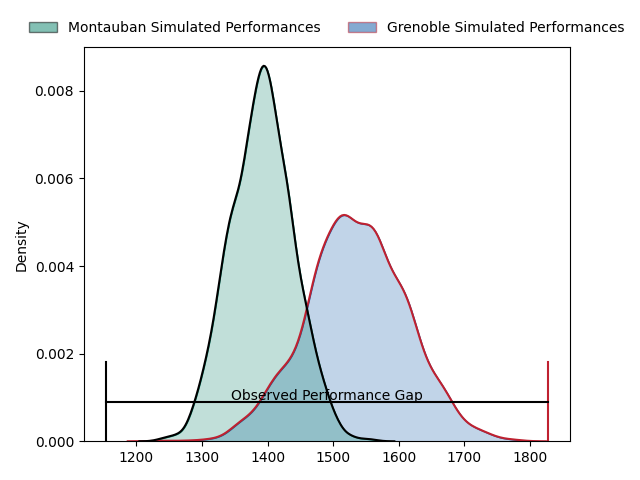 Montauban Simulated Performances
Grenoble Simulated Performances
0.008
0.006
0.004
0.002
0.000
Density
Observed Performance Gap
1200 1300 1400 1500 1600 1700 1800